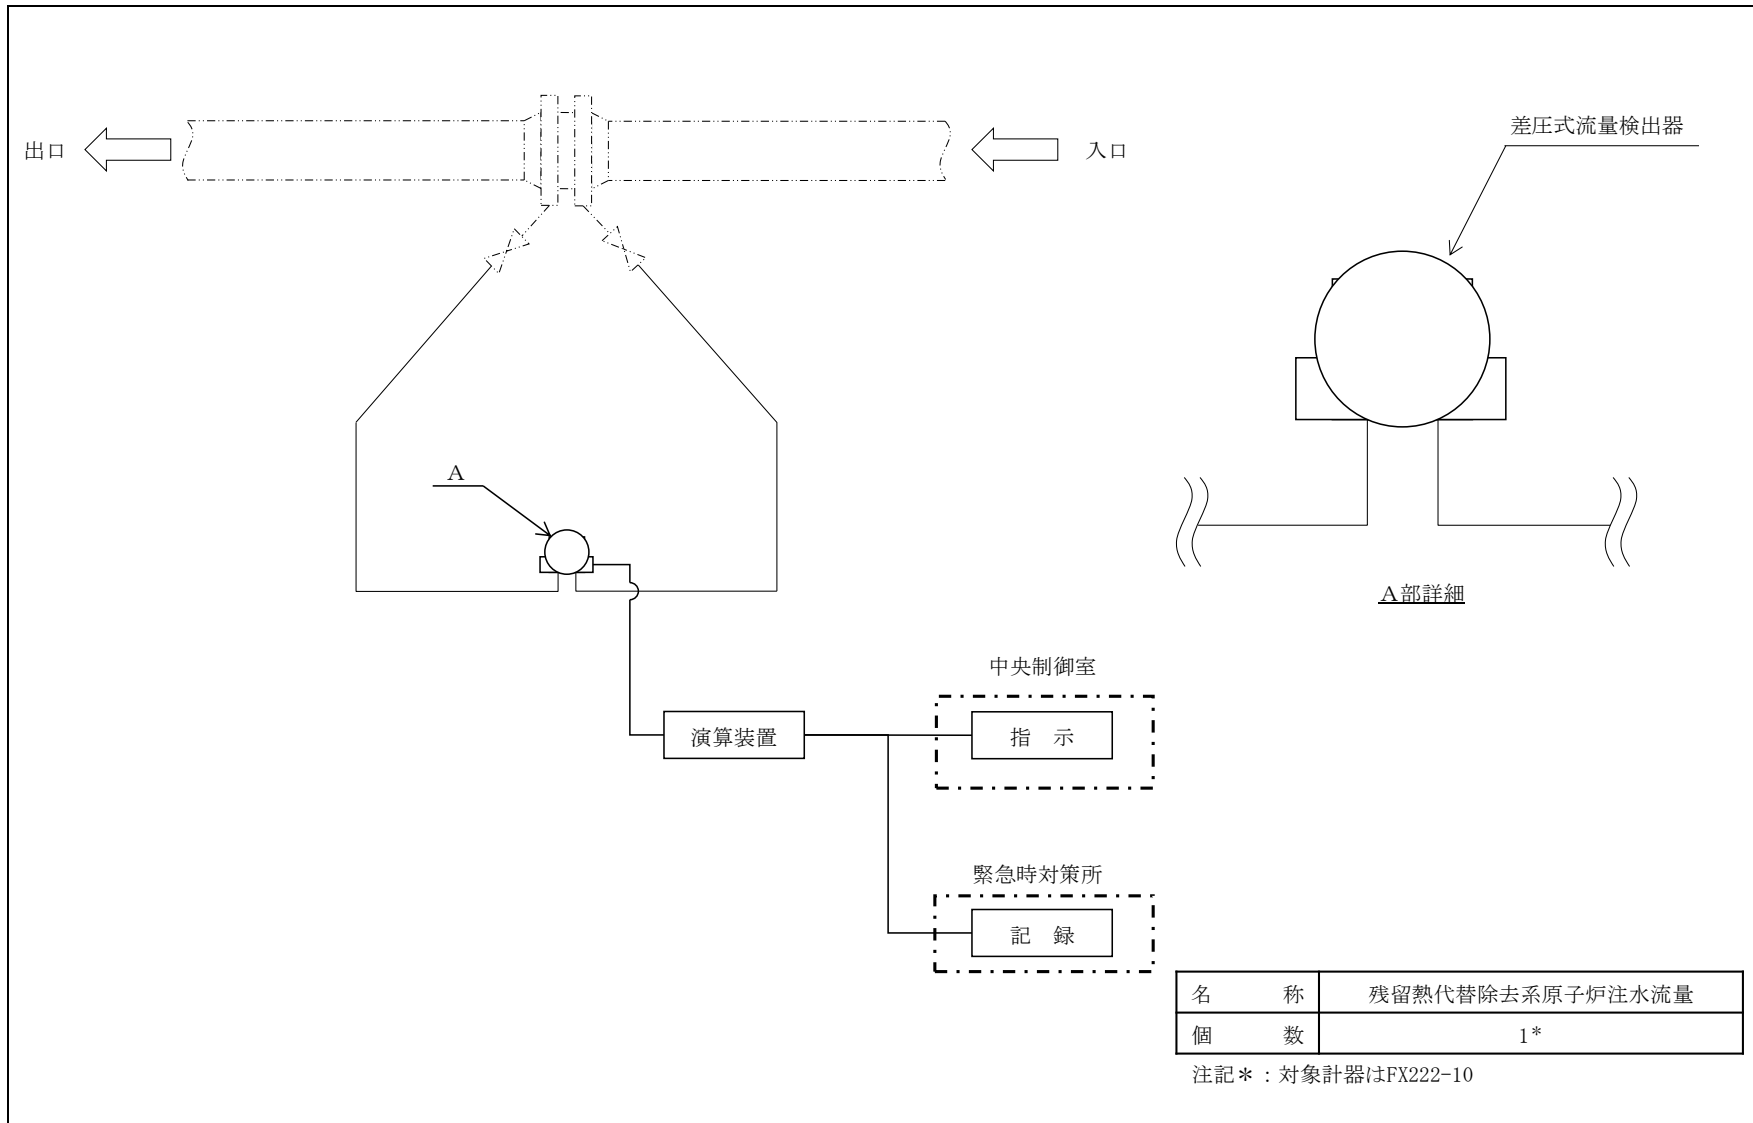 出口
入口
差圧式流量検出器
A
A部詳細
中央制御室
演算装置
指　示
緊急時対策所
記　録
名　称　残留熱代替除去系原子炉注水流量
個　数　1*
注記＊：対象計器はFX222-10